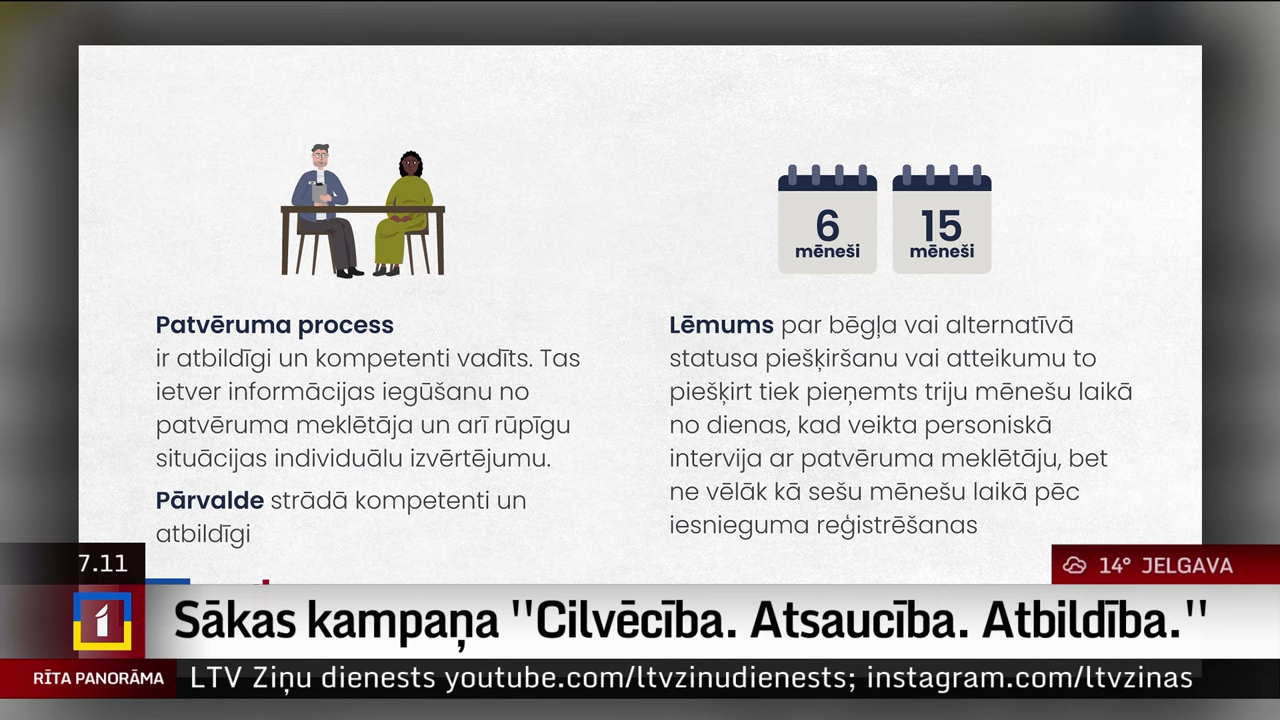 6
mēneši
15
mēneši
Patvēruma process
ir atbildīgi un kompetenti vadīts. Tas
ietver informācijas iegūšanu no
patvēruma meklētāja un arī rūpīgu
situācijas individuālu izvērtējumu.
Pārvalde strādā kompetenti un
atbildīgi
Lēmums par bēgļa vai alternatīvā
statusa piešķiršanu vai atteikumu to
piešķirt tiek pieņemts triju mēnešu laikā
no dienas, kad veikta personiskā
intervija ar patvēruma meklētāju, bet
ne vēlāk kā sešu mēnešu laikā pēc
iesnieguma reģistrēšanas
7.11
14° JELGAVA
1
Sākas kampaņa "Cilvēcība. Atsaucība. Atbildība."
RĪTA PANORĀMA
LTV Ziņu dienests youtube.com/ltvzinudienests; instagram.com/ltvzinas